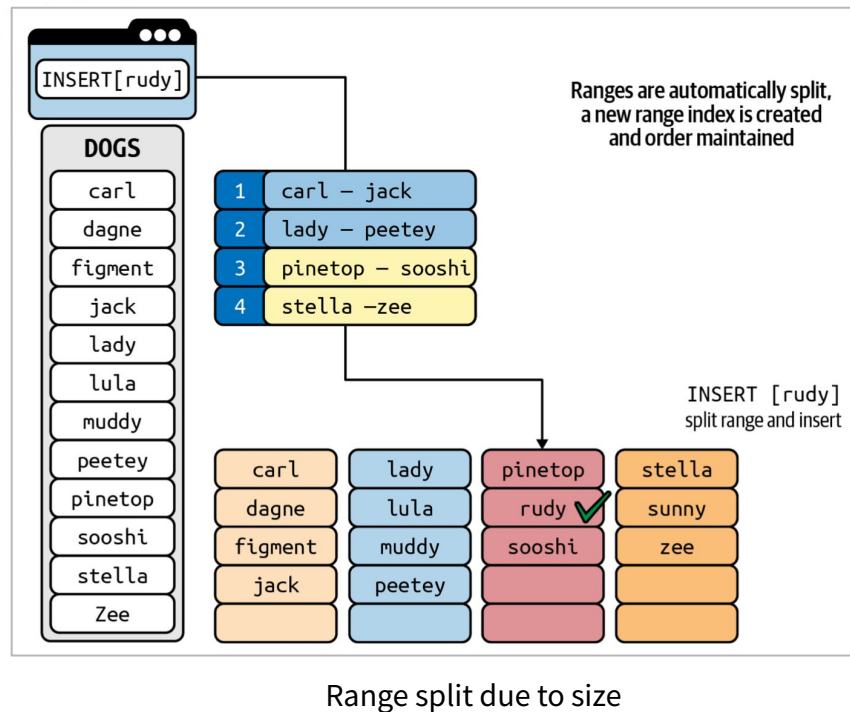 INSERT[rudy]
Ranges are automatically split,
a new range index is created
and order maintained
DOGS
carl
dagne
figment
jack
lady
lula
muddy
peetey
pinetop
sooshi
stella
Zee
1 carl – jack
2 lady – peetey
3 pinetop – sooshi
4 stella –zee
INSERT [rudy]
split range and insert
carl lady pinetop stella
dagne lula rudy sunny
figment muddy sooshi zee
jack peetey
Range split due to size